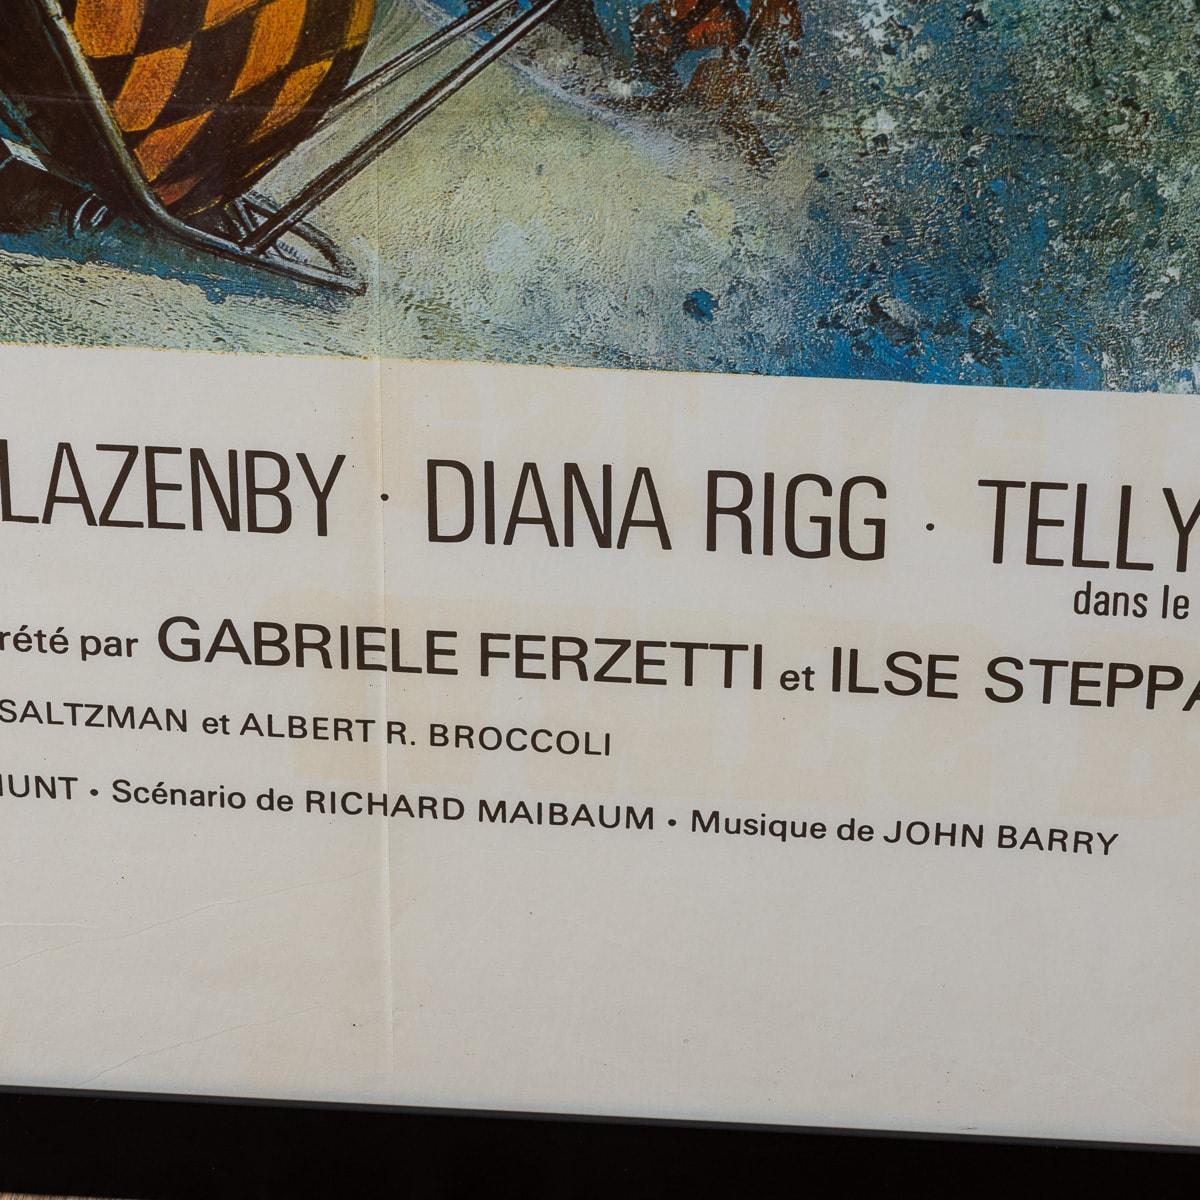 LAZENBY · DIANA RIGG · TELLY
dans le
rété par GABRIELE FERZETTI et ILSE STEPPA
SALTZMAN et ALBERT R. BROCCOLI
HUNT • Scénario de RICHARD MAIBAUM • Musique de JOHN BARRY